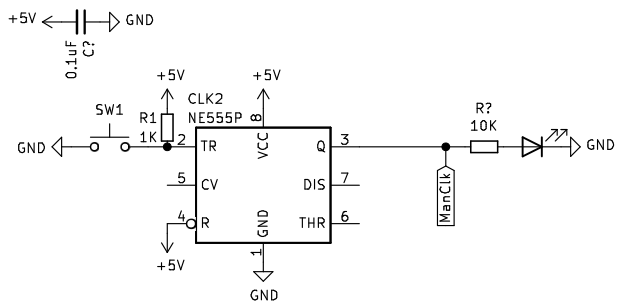 +5V
GND
0.1uF
C?
+5V
+5V
CLK2
NE555P
SW1
R1
1K
GND
2
TR
8
VCC
Q
3
R?
10K
GND
5
CV
DIS
7
ManClk
4
R
GND
THR
6
+5V
1
GND